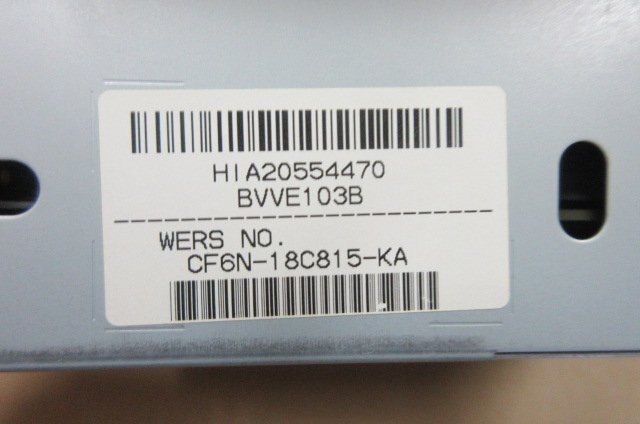 HIA20554470
BVVE103B
WERS NO.
CF6N-18C815-KA